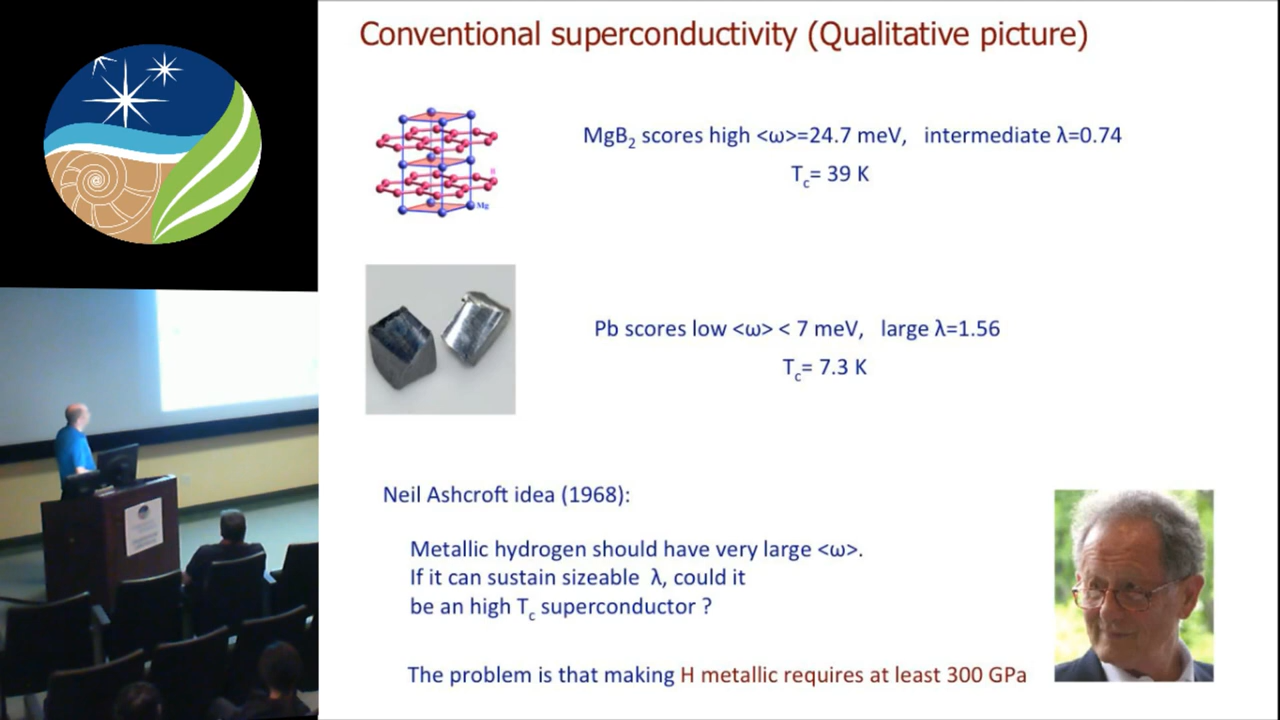 Conventional superconductivity (Qualitative picture)
MgB₂ scores high <ω>=24.7 meV, intermediate λ=0.74
T_c= 39 K
B
Mg
Pb scores low <ω> < 7 meV, large λ=1.56
T_c= 7.3 K
Neil Ashcroft idea (1968):
Metallic hydrogen should have very large <ω>.
If it can sustain sizeable λ, could it
be an high T_c superconductor ?
The problem is that making H metallic requires at least 300 GPa